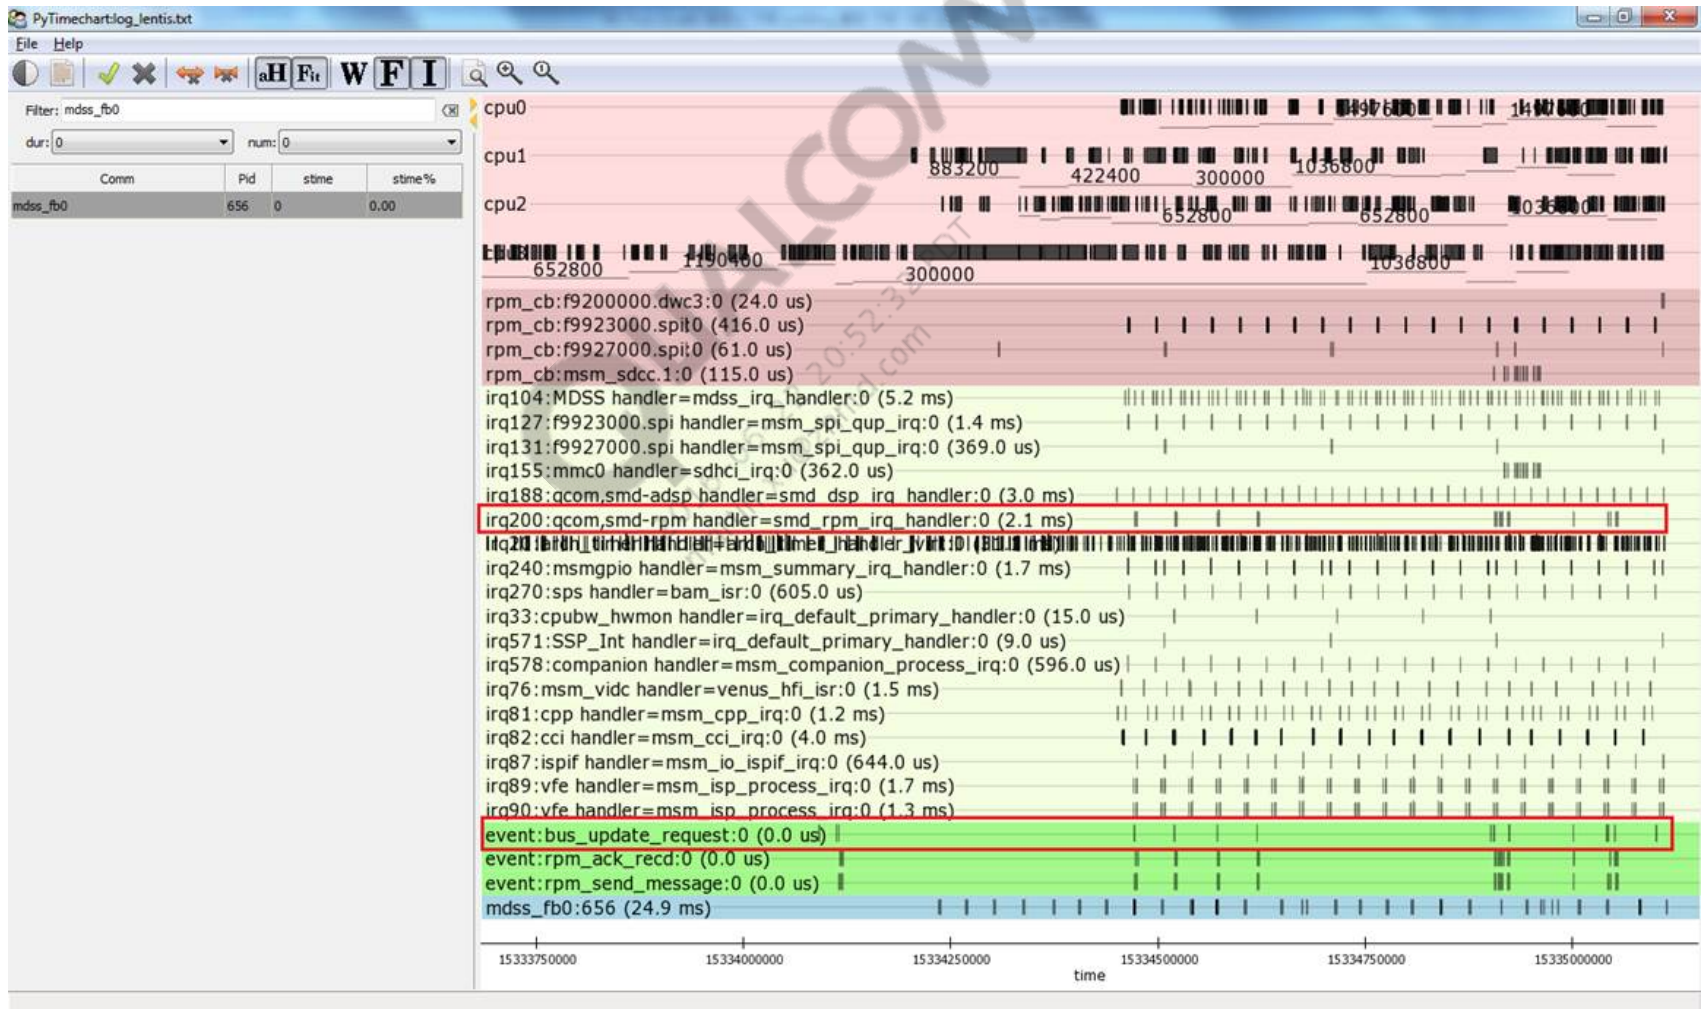 PyTimechart:log_lentis.txt
File Help
aH Fit W F I
Filter: mdss_fb0
dur: 0 num: 0
Comm Pid stime stime%
mdss_fb0 656 0 0.00
QUALCOMM
cpu0
1497600
cpu1
883200 422400 300000 1036800
cpu2
652800 652800 1036800
652800 1190400 300000 1036800
rpm_cb:f9200000.dwc3:0 (24.0 us)
rpm_cb:f9923000.spi:0 (416.0 us)
rpm_cb:f9927000.spi:0 (61.0 us)
rpm_cb:msm_sdcc.1:0 (115.0 us)
irq104:MDSS handler=mdss_irq_handler:0 (5.2 ms)
irq127:f9923000.spi handler=msm_spi_qup_irq:0 (1.4 ms)
irq131:f9927000.spi handler=msm_spi_qup_irq:0 (369.0 us)
irq155:mmc0 handler=sdhci_irq:0 (362.0 us)
irq188:qcom,smd-adsp handler=smd_dsp_irq_handler:0 (3.0 ms)
irq200:qcom,smd-rpm handler=smd_rpm_irq_handler:0 (2.1 ms)
irq240:msmgpio handler=msm_summary_irq_handler:0 (1.7 ms)
irq270:sps handler=bam_isr:0 (605.0 us)
irq33:cpubw_hwmon handler=irq_default_primary_handler:0 (15.0 us)
irq571:SSP_Int handler=irq_default_primary_handler:0 (9.0 us)
irq578:companion handler=msm_companion_process_irq:0 (596.0 us)
irq76:msm_vidc handler=venus_hfi_isr:0 (1.5 ms)
irq81:cpp handler=msm_cpp_irq:0 (1.2 ms)
irq82:cci handler=msm_cci_irq:0 (4.0 ms)
irq87:ispif handler=msm_io_ispif_irq:0 (644.0 us)
irq89:vfe handler=msm_isp_process_irq:0 (1.7 ms)
irq90:vfe handler=msm_isp_process_irq:0 (1.3 ms)
event:bus_update_request:0 (0.0 us)
event:rpm_ack_recd:0 (0.0 us)
event:rpm_send_message:0 (0.0 us)
mdss_fb0:656 (24.9 ms)
15333750000 15334000000 15334250000 15334500000 15334750000 15335000000
time